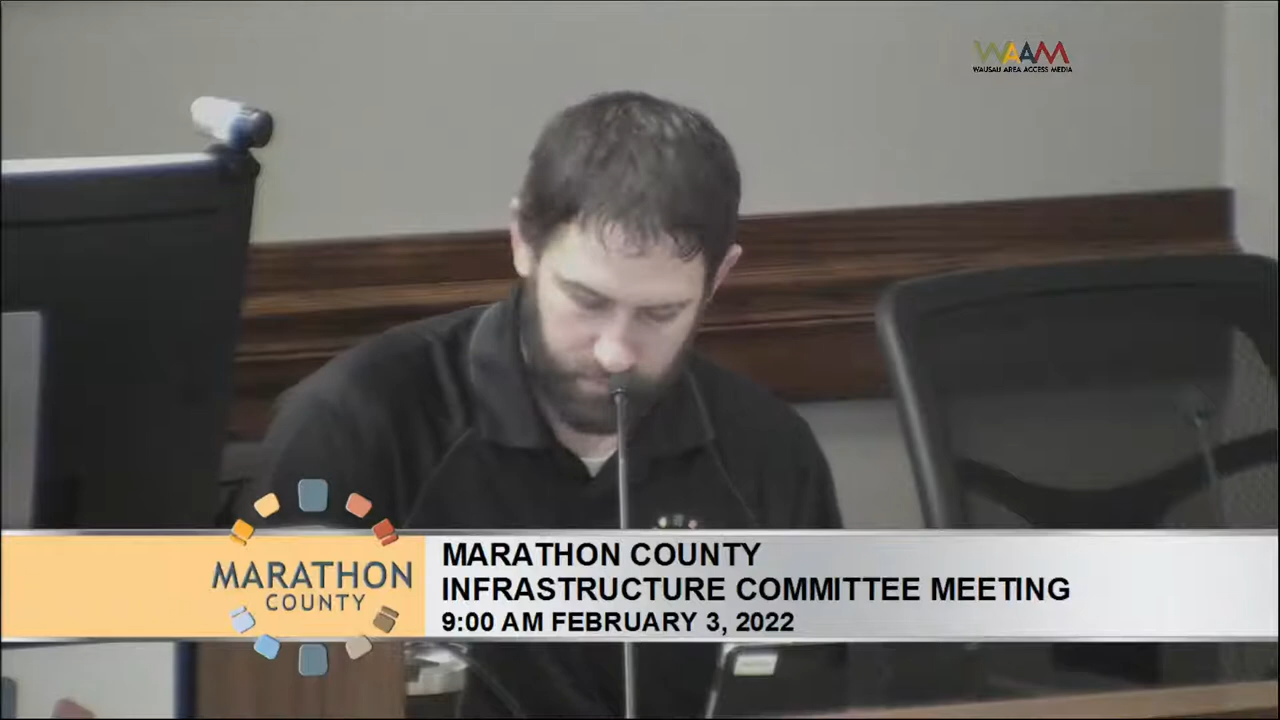 WAAM
WAUSAU AREA ACCESS MEDIA
MARATHON
COUNTY
MARATHON COUNTY
INFRASTRUCTURE COMMITTEE MEETING
9:00 AM FEBRUARY 3, 2022